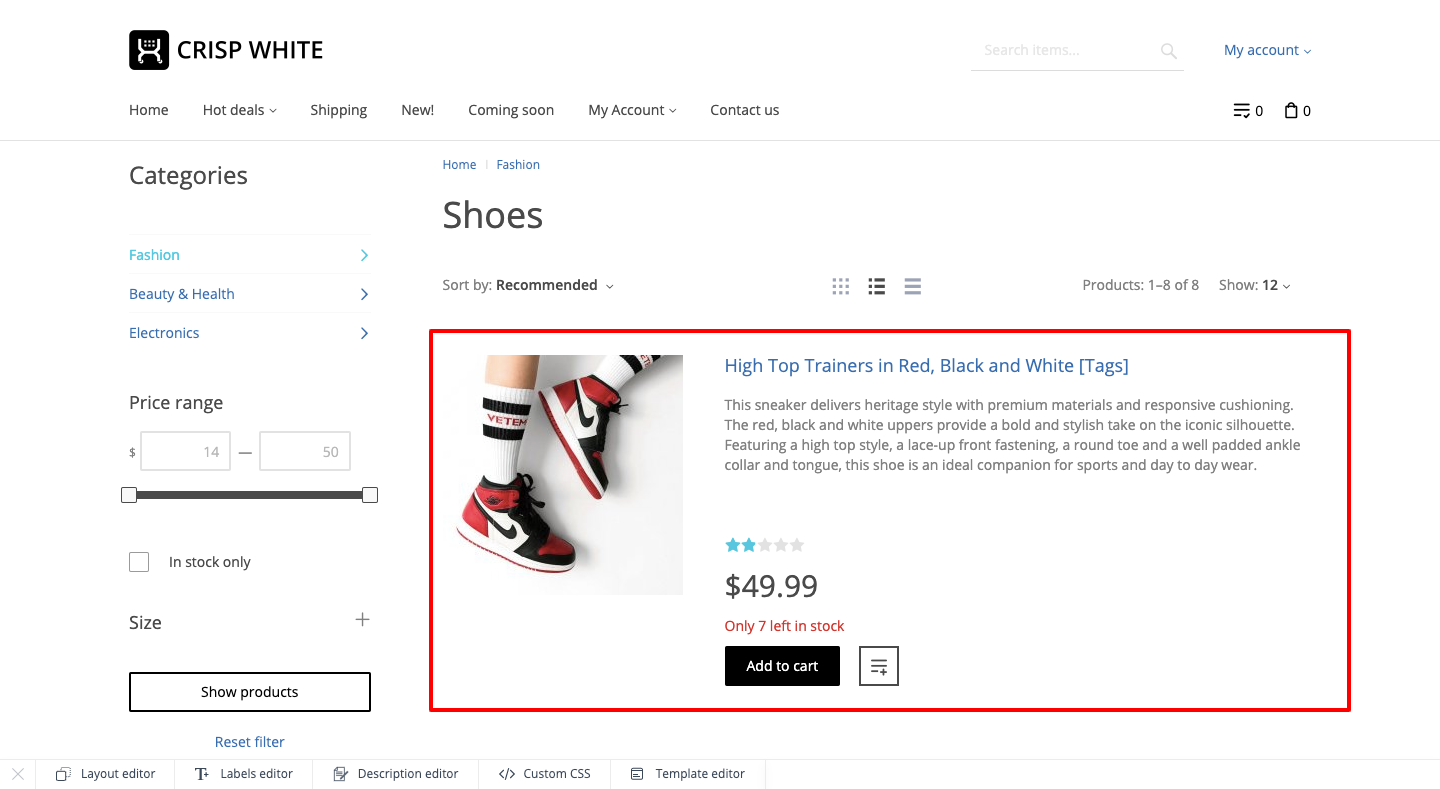 CRISP WHITE
Search items...
My account
Home
Hot deals
Shipping
New!
Coming soon
My Account
Contact us
0
0
Categories
Fashion
Beauty & Health
Electronics
Price range
$ 14 — 50
In stock only
Size
Show products
Reset filter
Home
Fashion
Shoes
Sort by: Recommended
Products: 1–8 of 8
Show: 12
VETEM
High Top Trainers in Red, Black and White [Tags]
This sneaker delivers heritage style with premium materials and responsive cushioning.
The red, black and white uppers provide a bold and stylish take on the iconic silhouette.
Featuring a high top style, a lace-up front fastening, a round toe and a well padded ankle
collar and tongue, this shoe is an ideal companion for sports and day to day wear.
$49.99
Only 7 left in stock
Add to cart
Layout editor
Labels editor
Description editor
Custom CSS
Template editor